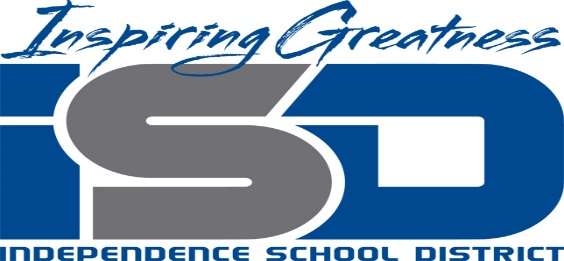 Inspiring Greatness
ISD
INDEPENDENCE SCHOOL DISTRICT